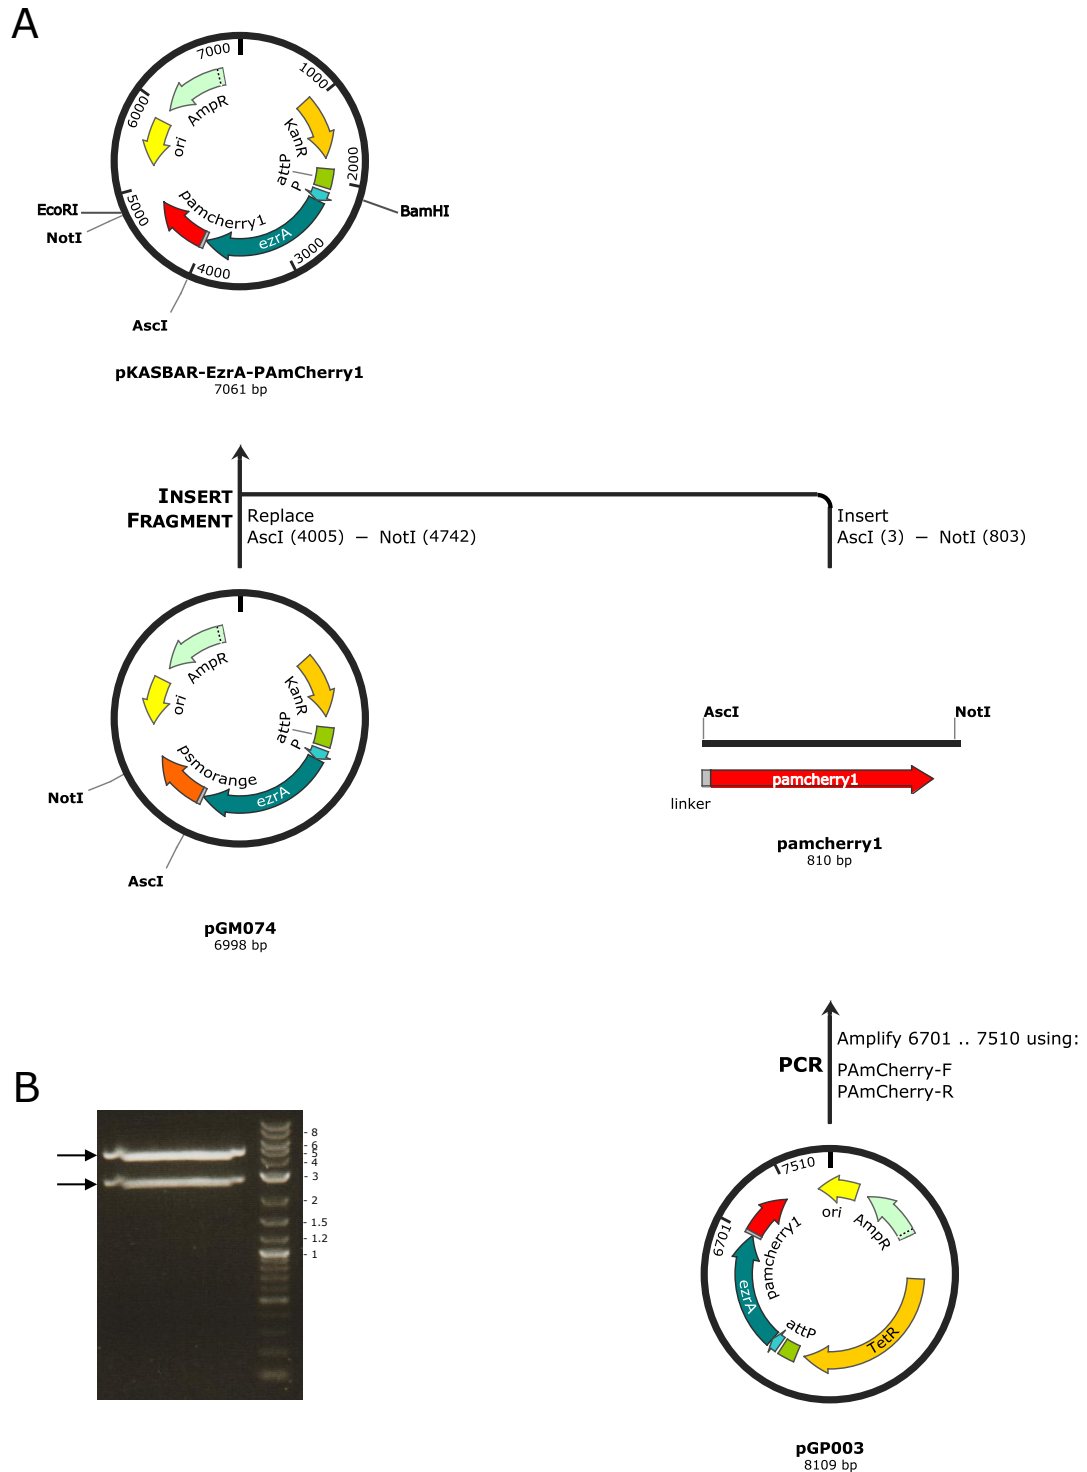 A
7000
1000
2000
3000
4000
5000
6000
AmpR
KanR
ori
attP
P
pamcherry1
ezrA
EcoRI
NotI
BamHI
AscI
pKASBAR-EzrA-PAmCherry1
7061 bp
INSERT
FRAGMENT
Replace
AscI (4005) – NotI (4742)
Insert
AscI (3) – NotI (803)
AmpR
KanR
ori
attP
P
psmorange
ezrA
NotI
AscI
pGM074
6998 bp
AscI
NotI
pamcherry1
linker
pamcherry1
810 bp
PCR
Amplify 6701 .. 7510 using:
PAmCherry-F
PAmCherry-R
B
- 8
- 6
- 5
- 4
- 3
- 2
- 1.5
- 1.2
- 1
7510
6701
ori
AmpR
pamcherry1
ezrA
attP
TetR
pGP003
8109 bp